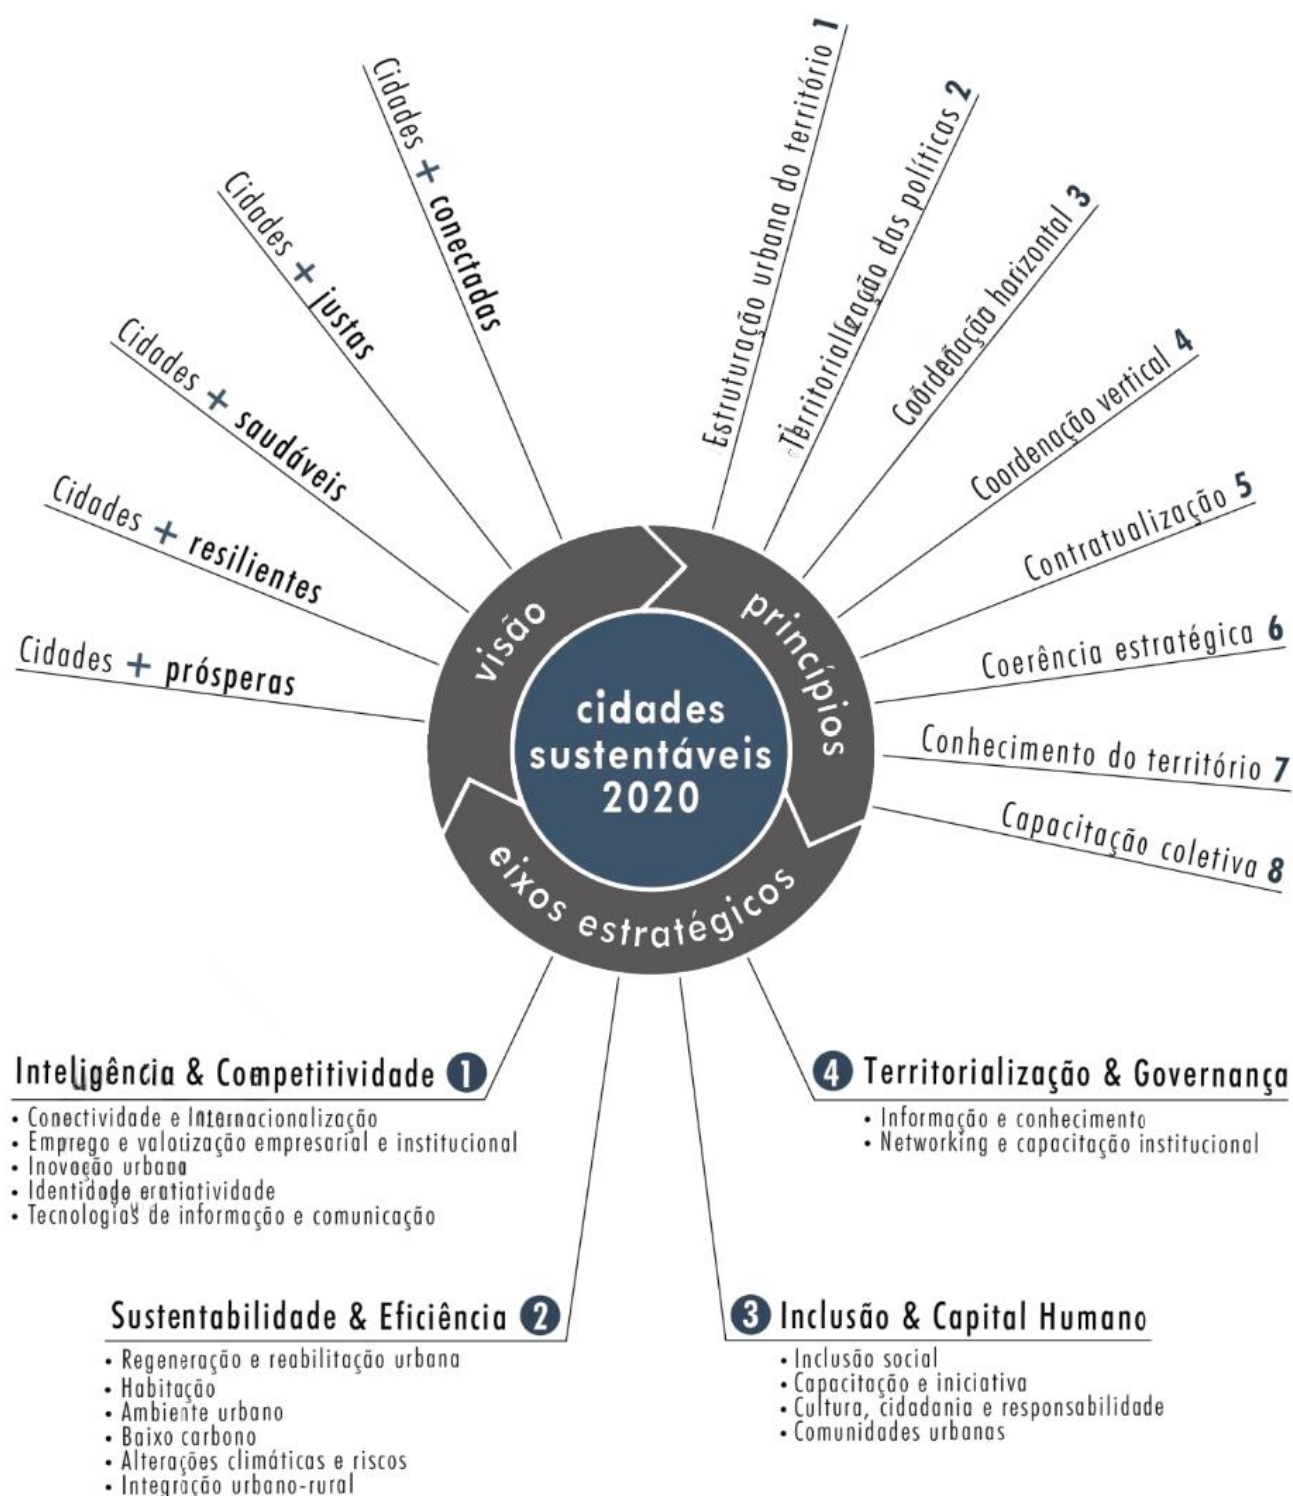 Cidades + conectadas
Cidades + justas
Cidades + saudáveis
Cidades + resilientes
Cidades + prósperas
Estruturação urbana do território 1
Territorialização das políticas 2
Coordenação horizontal 3
Coordenação vertical 4
Contratualização 5
Coerência estratégica 6
Conhecimento do território 7
Capacitação coletiva 8
visão
princípios
eixos estratégicos
cidades
sustentáveis
2020
Inteligência & Competitividade 1
• Conectividade e Internacionalização
• Emprego e valorização empresarial e institucional
• Inovação urbana
• Identidade
• Tecnologias de informação e comunicação
Sustentabilidade & Eficiência 2
• Regeneração e reabilitação urbana
• Habitação
• Ambiente urbano
• Baixo carbono
• Alterações climáticas e riscos
• Integração urbano-rural
3 Inclusão & Capital Humano
• Inclusão social
• Capacitação e iniciativa
• Cultura, cidadania e responsabilidade
• Comunidades urbanas
4 Territorialização & Governança
• Informação e conhecimento
• Networking e capacitação institucional